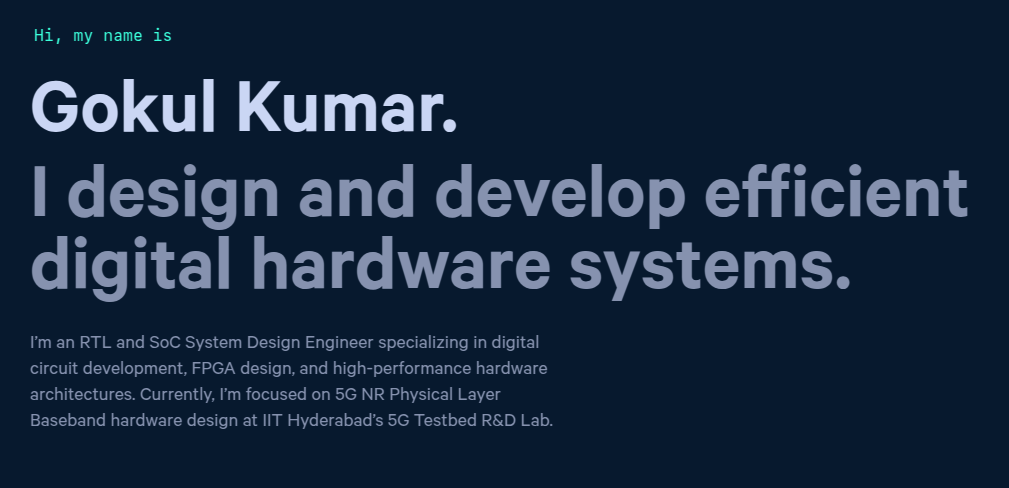 Hi, my name is
Gokul Kumar.
I design and develop efficient
digital hardware systems.
I’m an RTL and SoC System Design Engineer specializing in digital
circuit development, FPGA design, and high-performance hardware
architectures. Currently, I’m focused on 5G NR Physical Layer
Baseband hardware design at IIT Hyderabad’s 5G Testbed R&D Lab.